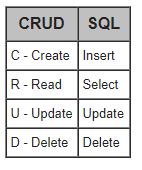 CRUD SQL
C - Create Insert
R - Read Select
U - Update Update
D - Delete Delete